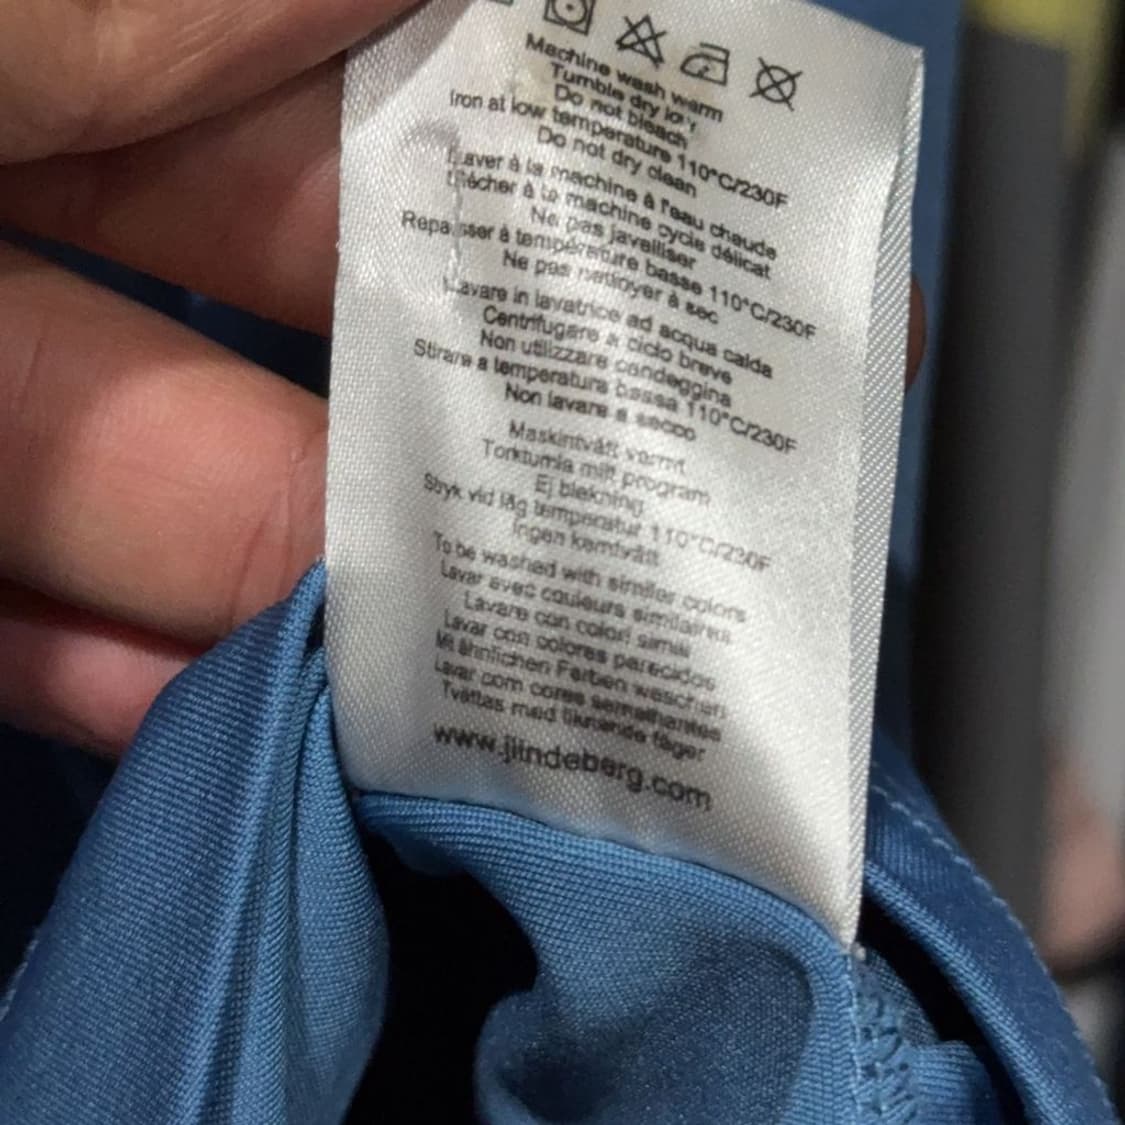 Machine wash warm
Tumble dry low
Do not bleach
Iron at low temperature 110°C/230F
Do not dry clean
Laver à la machine à l'eau chaude
Sécher à la machine cycle délicat
Ne pas javelliser
Repasser à température basse 110°C/230F
Ne pas nettoyer à sec
Lavare in lavatrice ad acqua calda
Centrifugare a ciclo breve
Non utilizzare candeggina
Stirare a temperatura bassa 110°C/230F
Non lavare a secco
Maskintvätt varmt
Torktumla milt program
Ej blekning
Stryk vid låg temperatur 110°C/230F
Ingen kemtvätt
To be washed with similar colors
Lavar avec couleurs similaires
Lavare con colori simili
Lavar con colores parecidos
Mit ähnlichen Farben waschen
Lavar com cores semelhantes
Tvättas med liknande färger
www.jlindeberg.com